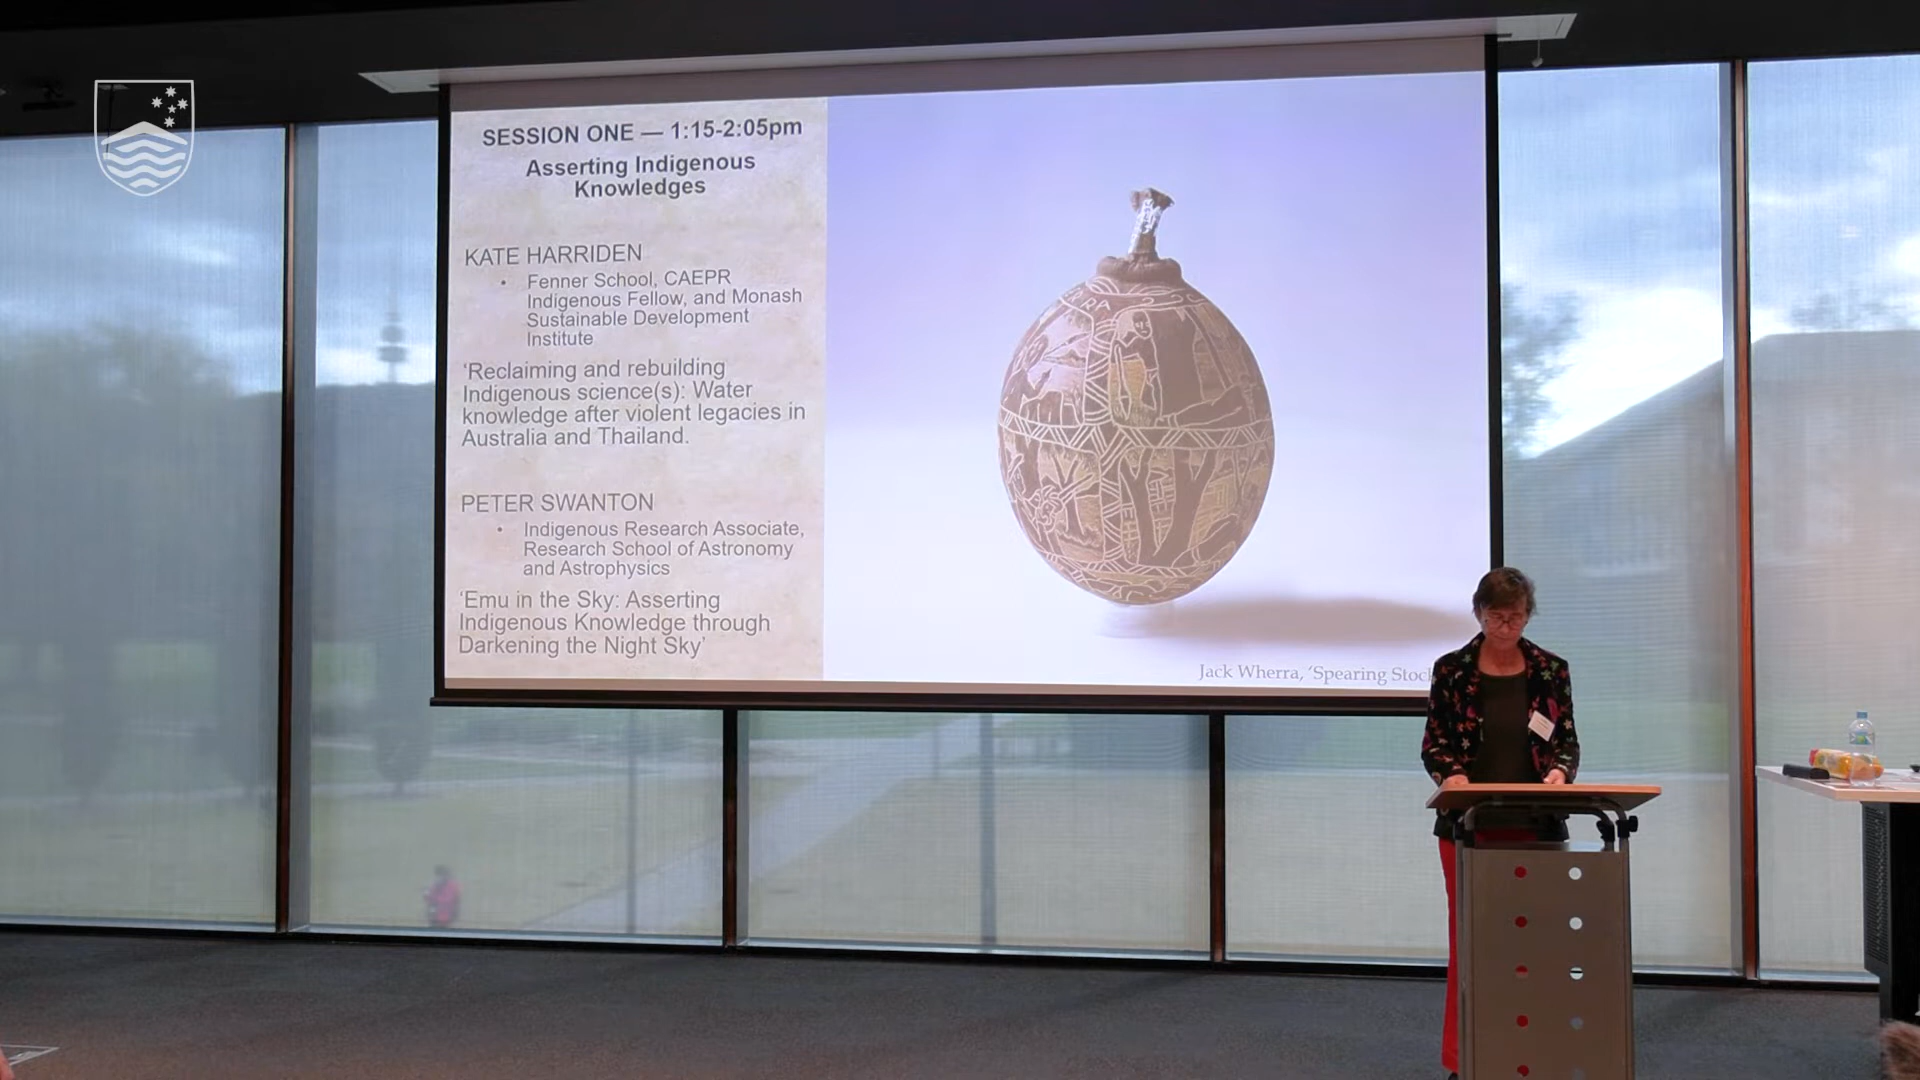 SESSION ONE — 1:15-2:05pm
Asserting Indigenous
Knowledges
KATE HARRIDEN
• Fenner School, CAEPR
Indigenous Fellow, and Monash
Sustainable Development
Institute
‘Reclaiming and rebuilding
Indigenous science(s): Water
knowledge after violent legacies in
Australia and Thailand.
PETER SWANTON
• Indigenous Research Associate,
Research School of Astronomy
and Astrophysics
‘Emu in the Sky: Asserting
Indigenous Knowledge through
Darkening the Night Sky’
Jack Wherra, ‘Spearing